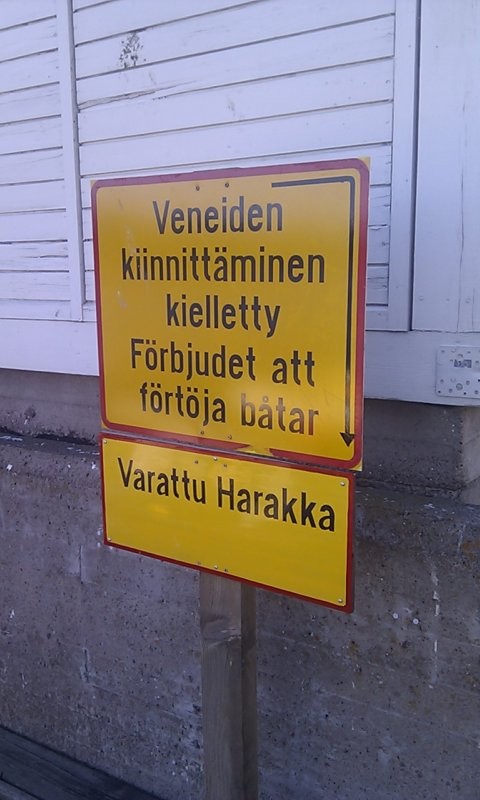 Veneiden
kiinnittäminen
kielletty
Förbjudet att
förtöja båtar
Varattu Harakka